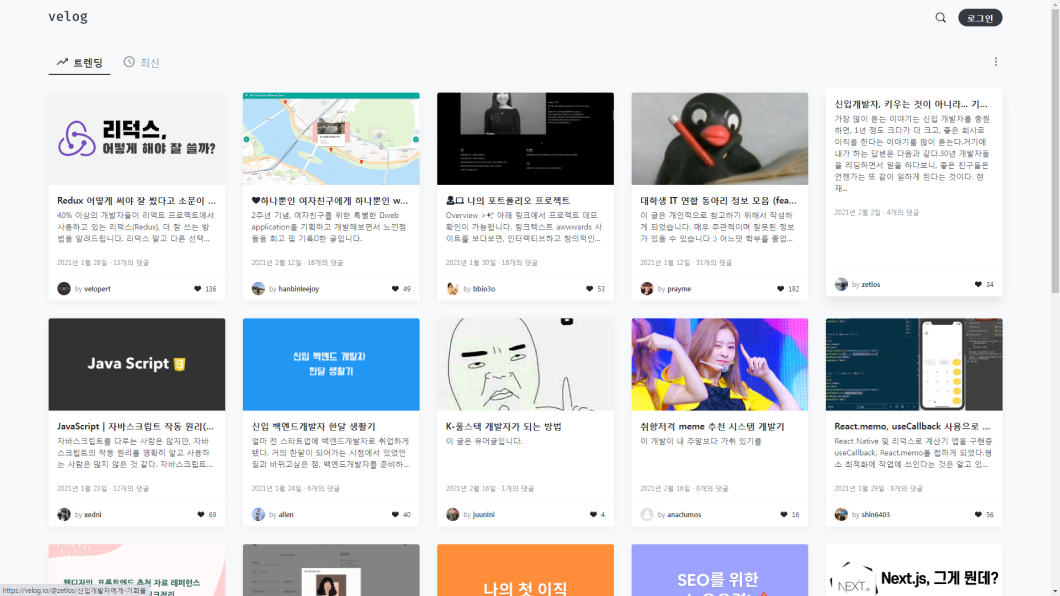 velog
로그인
트렌딩
최신
리덕스,
어떻게 해야 잘 쓸까?
Redux 어떻게 써야 잘 썼다고 소문이 ...
40% 이상의 개발자들이 리액트 프로젝트에서
사용하고 있는 리덕스(Redux), 더 잘 쓰는 방
법을 알려드립니다. 리덕스 말고 다른 선택...
2021년 1월 28일 · 13개의 댓글
by velopert
136
❤하나뿐인 여자친구에게 하나뿐인 w...
2주년 기념, 여자친구를 위한 특별한 web
application을 기획하고 개발해보면서 느낀점
들을 회고 및 기록한 글입니다.
2021년 2월 12일 · 18개의 댓글
by hanbinleejoy
49
나의 포트폴리오 프로젝트
Overview >✨ 아래 링크에서 프로젝트 데모
확인이 가능합니다. 링크텍스트 awwwards 사
이트를 보다보면, 인터랙티브하고 창의적인...
2021년 1월 30일 · 18개의 댓글
by bbio3o
53
대학생 IT 연합 동아리 정보 모음 (fea...
이 글은 개인적으로 참고하기 위해서 작성하
게 되었습니다. 매우 주관적이며 잘못된 정보
가 있을 수 있습니다 :) 어느덧 학부를 졸업...
2021년 1월 12일 · 31개의 댓글
by prayme
192
신입개발자, 키우는 것이 아니라... 기...
가장 많이 듣는 이야기는 신입 개발자를 충원
하면, 1년 정도 크다가 더 크고, 좋은 회사로
이직을 한다는 이야기를 많이 듣는다.거기에
내가 하는 답변은 다음과 같다.30년 개발자들
을 리딩하면서 일을 하다보니, 좋은 친구들은
언젠가는 또 같이 일하게 된다는 것이다. 현
재...
2021년 2월 2일 · 4개의 댓글
by zetlos
34
Java Script
JavaScript | 자바스크립트 작동 원리(...
자바스크립트를 다루는 사람은 많지만, 자바
스크립트의 작동 원리를 명확히 알고 사용하
는 사람은 많지 않은 것 같다. 자바스크립트...
2021년 1월 23일 · 12개의 댓글
by xedni
69
신입 백엔드 개발자
한달 생활기
신입 백엔드개발자 한달 생활기
얼마 전 스타트업에 백엔드개발자로 취업하게
됐다. 거의 한달이 되어가는 시점에서 있었던
일과 바뀌고싶은 점, 백엔드개발자를 준비하...
2021년 1월 24일 · 6개의 댓글
by allen
40
K-풀스택 개발자가 되는 방법
이 글은 유머글입니다.
2021년 2월 16일 · 1개의 댓글
by juunini
4
취향저격 meme 추천 시스템 개발기
이 개발이 내 주말보다 가취 있기를
2021년 2월 16일 · 8개의 댓글
by anaclumos
16
React.memo, useCallback 사용으로 ...
React Native 및 리덕스로 계산기 앱을 구현중
useCallback, React.memo를 접하게 되었다.평
소 최적화에 작업에 쓰인다는 것은 알고 있...
2021년 1월 29일 · 8개의 댓글
by shin6403
56
웹디자인, 프론트엔드 추천 자료 레퍼런스
나의 첫 이직
SEO를 위한
NEXT.JS
Next.js, 그게 뭔데?
https://velog.io/@zetlos/신입개발자에게-기회를